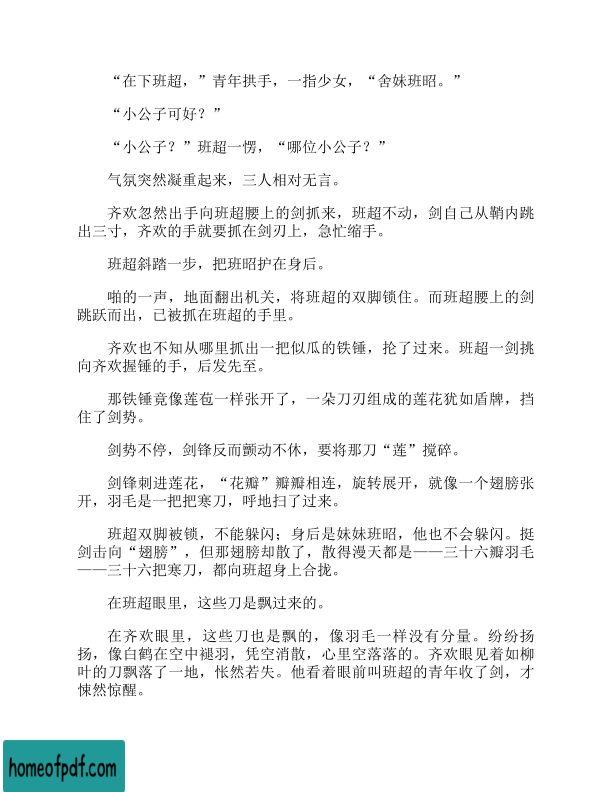 “在下班超，”青年拱手，一指少女，“舍妹班昭。”
“小公子可好？”
“小公子？”班超一愣，“哪位小公子？”
气氛突然凝重起来，三人相对无言。
齐欢忽然出手向班超腰上的剑抓来，班超不动，剑自己从鞘内跳
出三寸，齐欢的手就要抓在剑刃上，急忙缩手。
班超斜踏一步，把班昭护在身后。
啪的一声，地面翻出机关，将班超的双脚锁住。而班超腰上的剑
跳跃而出，已被抓在班超的手里。
齐欢也不知从哪里抓出一把似瓜的铁锤，抡了过来。班超一剑挑
向齐欢握锤的手，后发先至。
那铁锤竟像莲苞一样张开了，一朵刀刃组成的莲花犹如盾牌，挡
住了剑势。
剑势不停，剑锋反而颤动不休，要将那刀“莲”搅碎。
剑锋刺进莲花，“花瓣”瓣瓣相连，旋转展开，就像一个翅膀张
开，羽毛是一把把寒刀，呼地扫了过来。
班超双脚被锁，不能躲闪；身后是妹妹班昭，他也不会躲闪。挺
剑击向“翅膀”，但那翅膀却散了，散得漫天都是——三十六瓣羽毛
——三十六把寒刀，都向班超身上合拢。
在班超眼里，这些刀是飘过来的。
在齐欢眼里，这些刀也是飘的，像羽毛一样没有分量。纷纷扬
扬，像白鹤在空中褪羽，凭空消散，心里空落落的。齐欢眼见着如柳
叶的刀飘落了一地，怅然若失。他看着眼前叫班超的青年收了剑，才
悚然惊醒。
homeofpdf.com